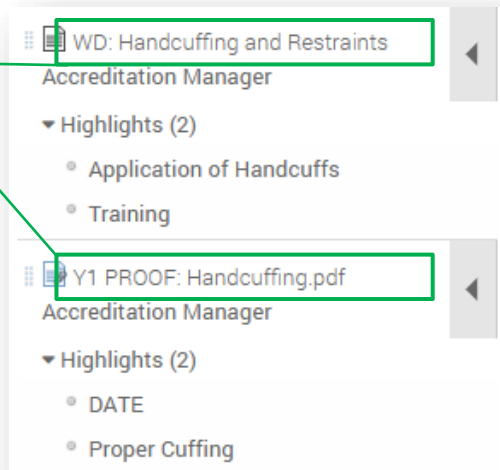 WD: Handcuffing and Restraints
Accreditation Manager
Highlights (2)
Application of Handcuffs
Training
Y1 PROOF: Handcuffing.pdf
Accreditation Manager
Highlights (2)
DATE
Proper Cuffing